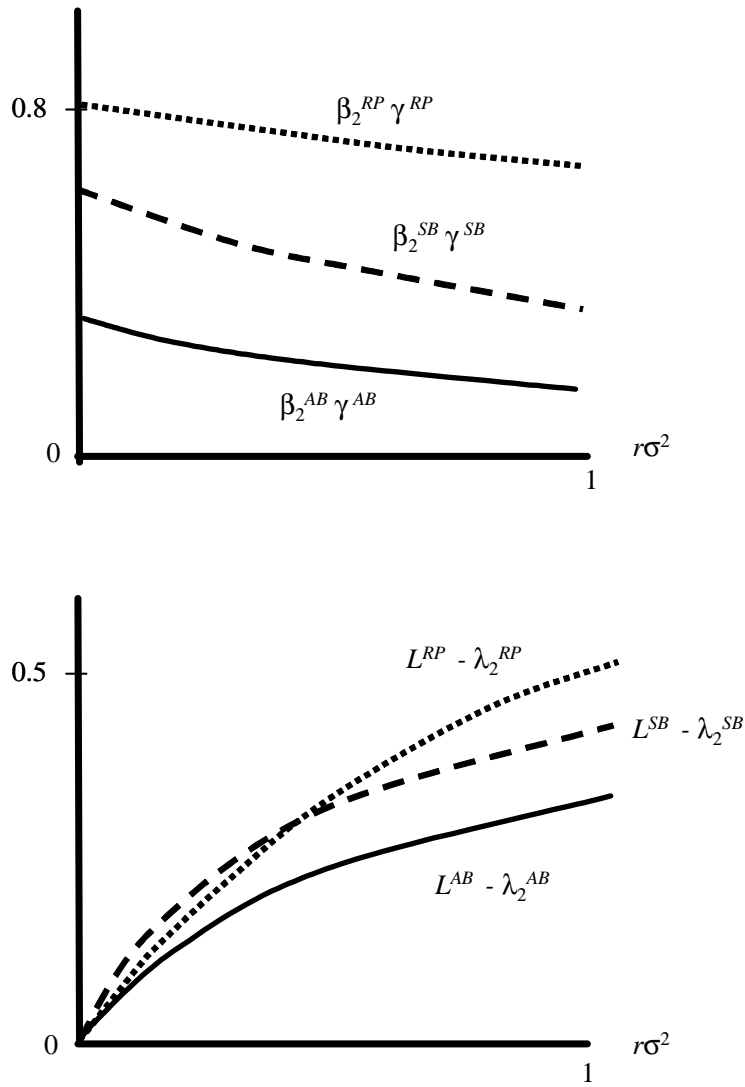 0.8
β₂ᴿᴾ γᴿᴾ
β₂ˢᴮ γˢᴮ
β₂ᴬᴮ γᴬᴮ
0
rσ²
1
0.5
Lᴿᴾ - λ₂ᴿᴾ
Lˢᴮ - λ₂ˢᴮ
Lᴬᴮ - λ₂ᴬᴮ
0
rσ²
1